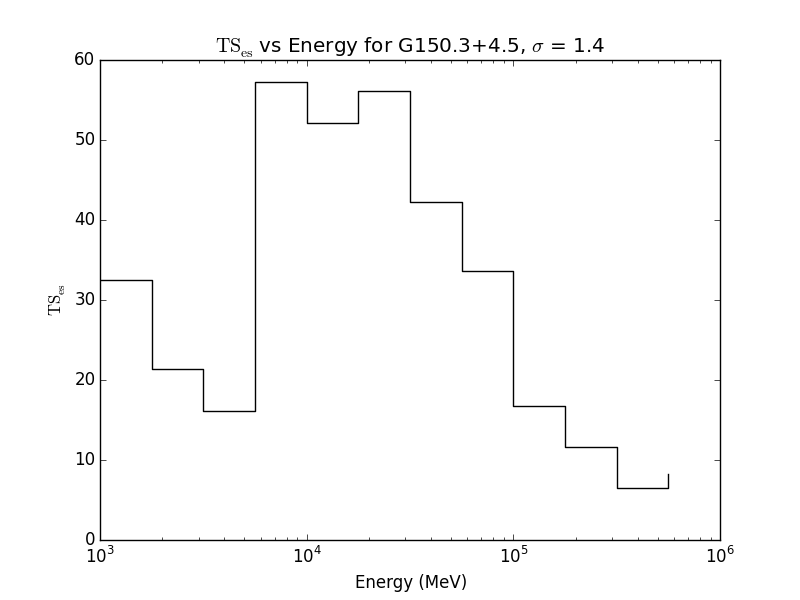 TS_es vs Energy for G150.3+4.5, σ = 1.4
60
50
40
30
20
10
0
TS_es
10^3 10^4 10^5 10^6
Energy (MeV)